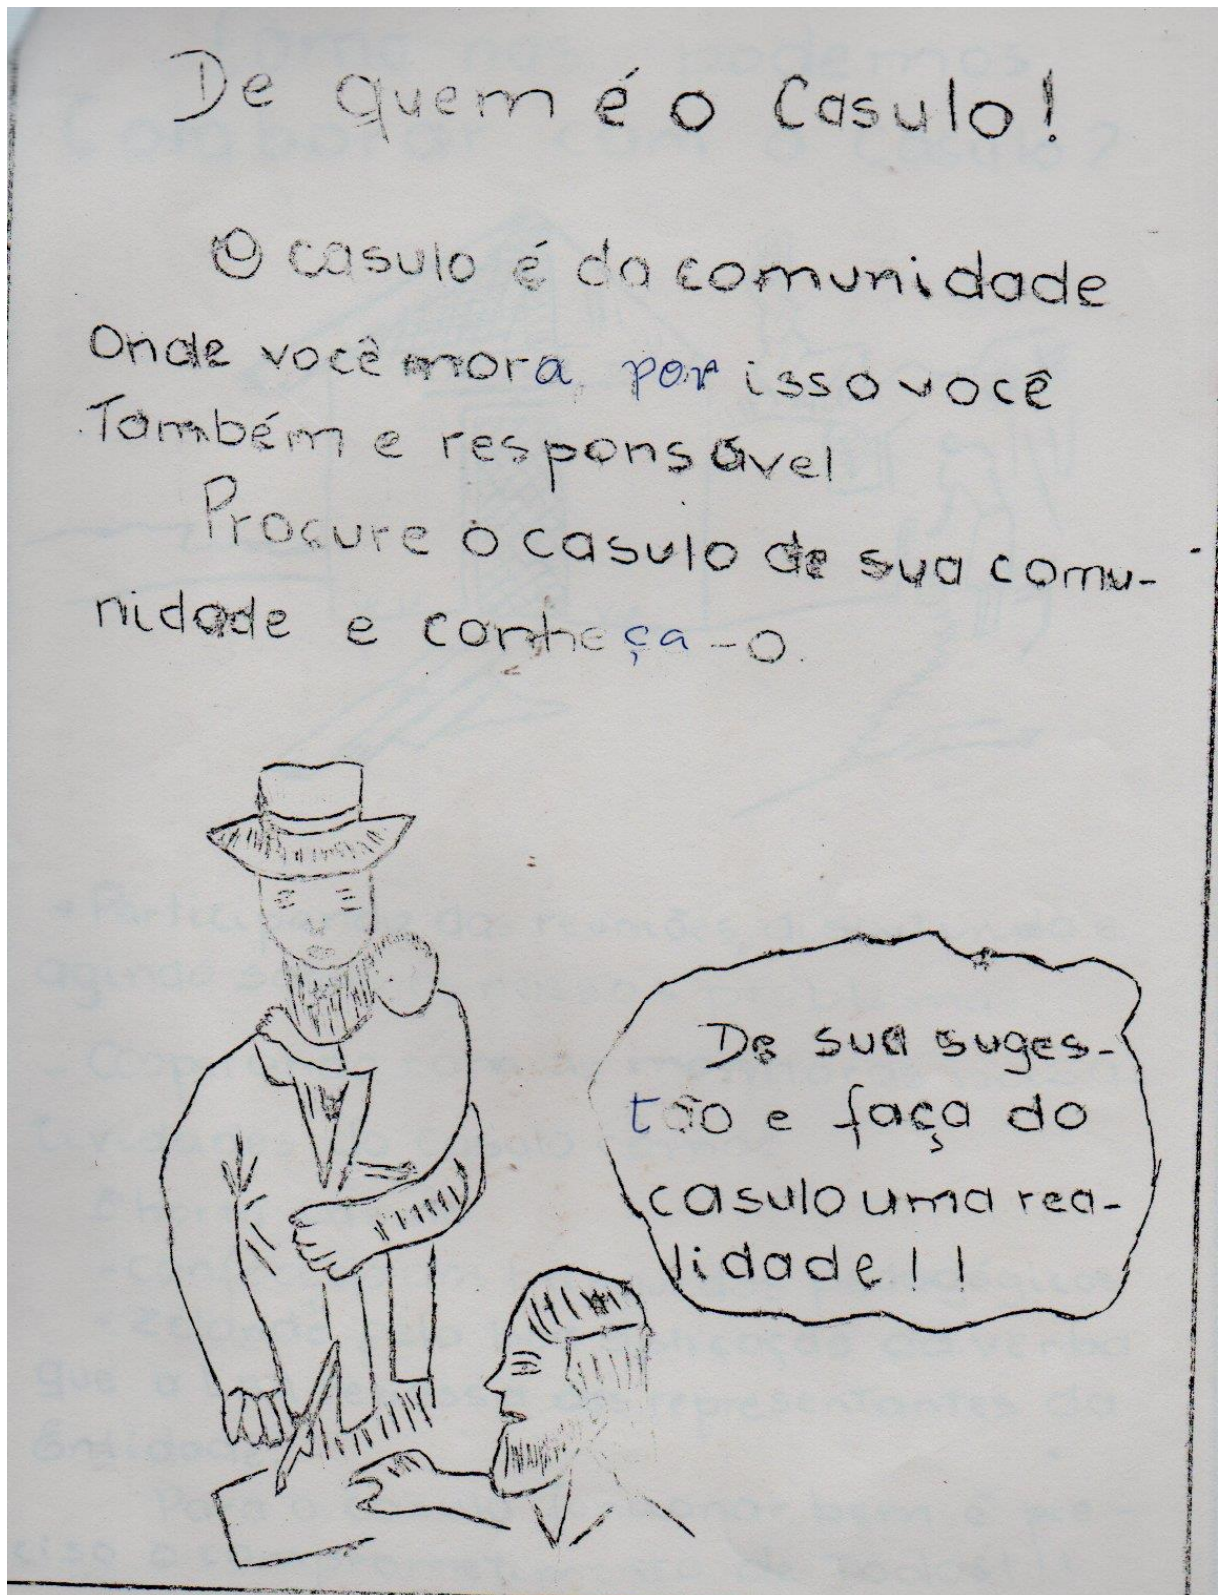 De quem é o Casulo!
O casulo é da comunidade
Onde você mora, por isso você
Também e responsável
Procure o casulo de sua comu-
nidade e conheça-o.
De sua suges-
tão e faça do
casulo uma rea-
lidade!!